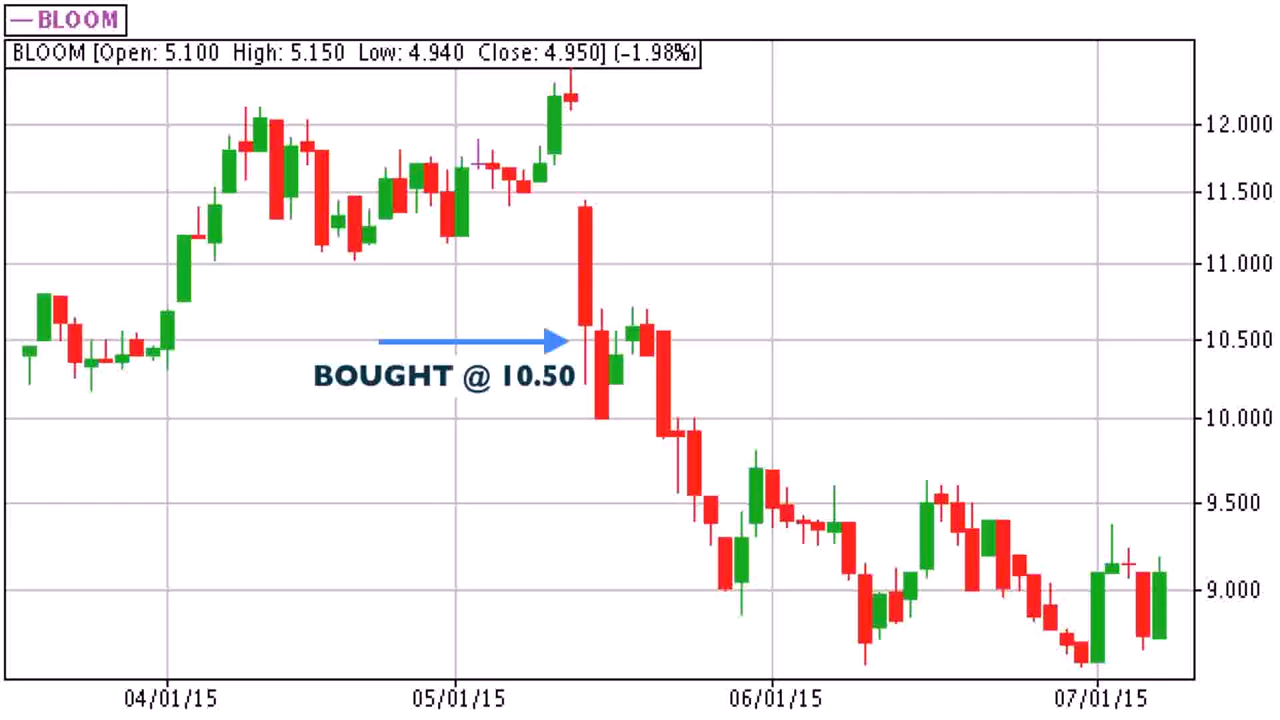 BLOOM
BLOOM [Open: 5.100 High: 5.150 Low: 4.940 Close: 4.950] (-1.98%)
12.000
11.500
11.000
10.500
BOUGHT @ 10.50
10.000
9.500
9.000
04/01/15 05/01/15 06/01/15 07/01/15